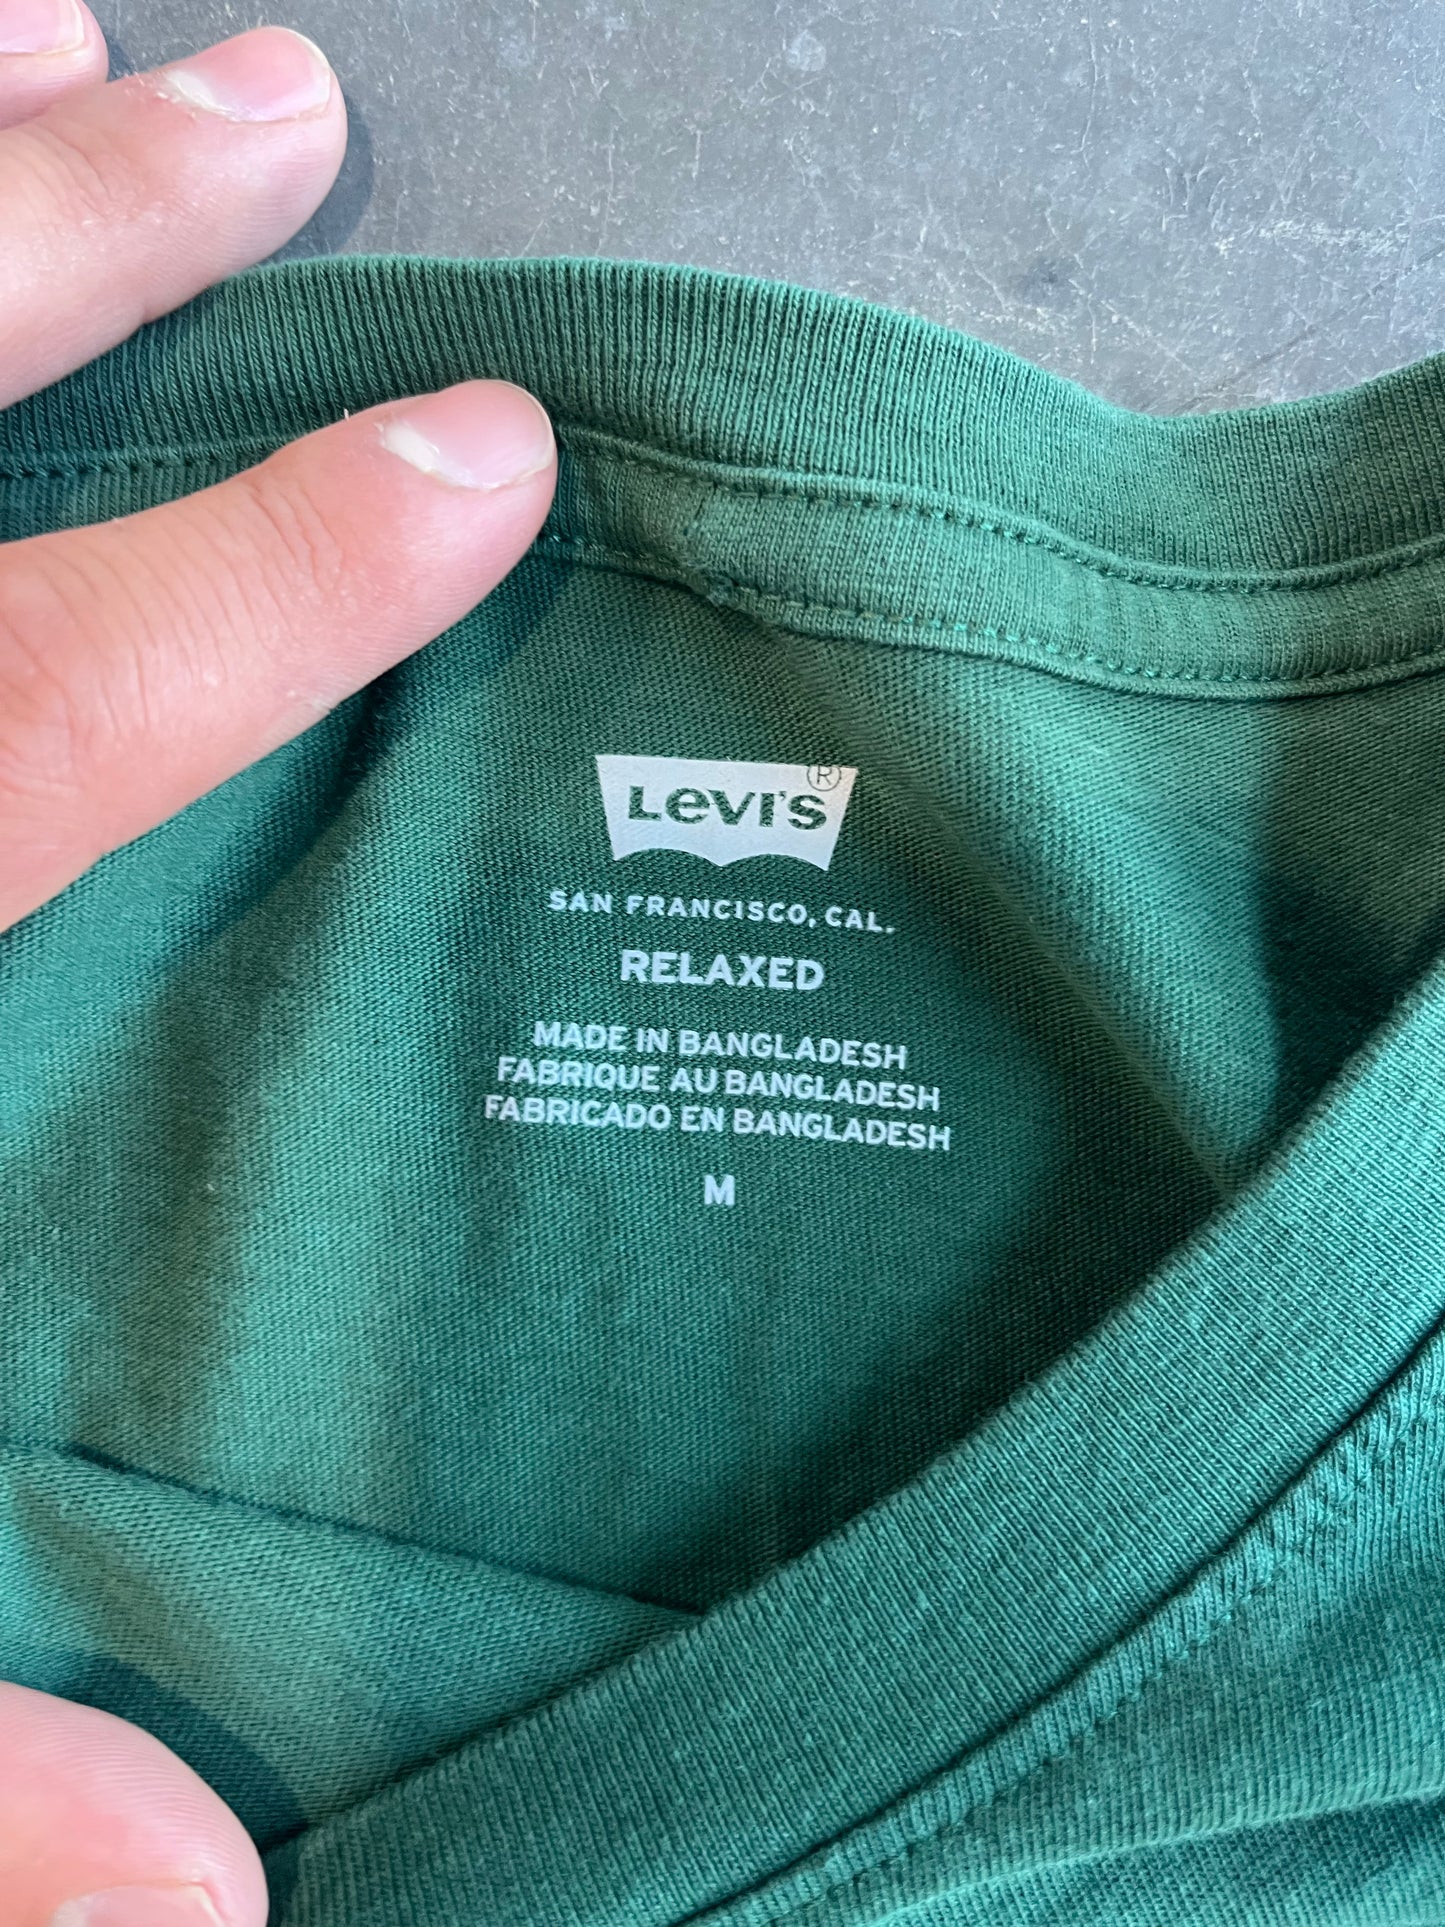 LEVI'S®
SAN FRANCISCO, CAL.
RELAXED
MADE IN BANGLADESH
FABRIQUE AU BANGLADESH
FABRICADO EN BANGLADESH
M